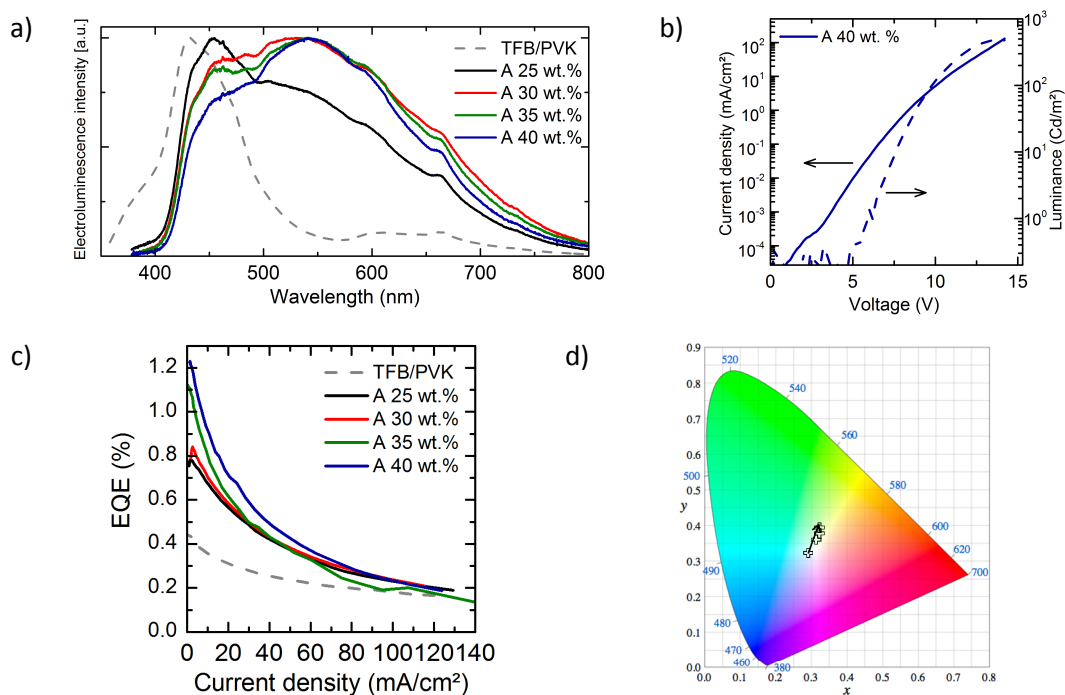 a)
Electroluminescence Intensity [a.u.]
TFB/PVK
A 25 wt.%
A 30 wt.%
A 35 wt.%
A 40 wt.%
400 500 600 700 800
Wavelength (nm)
b)
A 40 wt. %
Current density (mA/cm²)
10² 10¹ 10⁰ 10⁻¹ 10⁻² 10⁻³ 10⁻⁴
10³ 10² 10¹ 10⁰
Luminance (Cd/m²)
0 5 10 15
Voltage (V)
c)
EQE (%)
1.2
1.0
0.8
0.6
0.4
0.2
0.0
TFB/PVK
A 25 wt.%
A 30 wt.%
A 35 wt.%
A 40 wt.%
0 20 40 60 80 100 120 140
Current density (mA/cm²)
d)
0.9
0.8
0.7
0.6
0.5
y
0.4
0.3
0.2
0.1
0.0
520
540
560
500
580
600
620
490
700
480
470
460 380
0.0 0.1 0.2 0.3 0.4 0.5 0.6 0.7 0.8
x